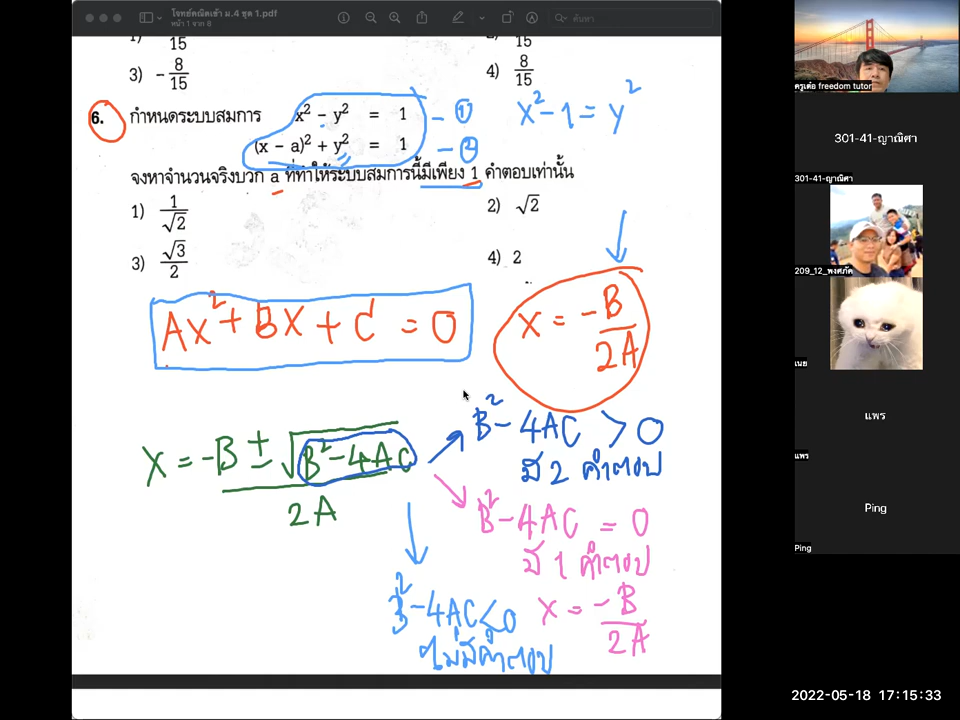 โจทย์คณิตเข้า ม.4 ชุด 1.pdf
หน้า 1 จาก 8
ค้นหา
15
15
3) - 8/15
4) 8/15
6. กำหนดระบบสมการ x² - y² = 1 - ① x² - 1 = y²
(x - a)² + y² = 1 - ②
จงหาจำนวนจริงบวก a ที่ทำให้ระบบสมการนี้มีเพียง 1 คำตอบเท่านั้น
1) 1/√2
2) √2
3) √3/2
4) 2
AX² + BX + C = 0
X = -B/2A
X = -B ± √B² - 4AC / 2A
B² - 4AC > 0
มี 2 คำตอบ
B² - 4AC = 0
มี 1 คำตอบ
X = -B/2A
B² - 4AC < 0
ไม่มีคำตอบ
ครูเต๋อ freedom tutor
301-41-ญาณิศา
301-41-ญาณิศา
209_12_พงศภัค
เนย
แพร
แพร
Ping
Ping
2022-05-18 17:15:33